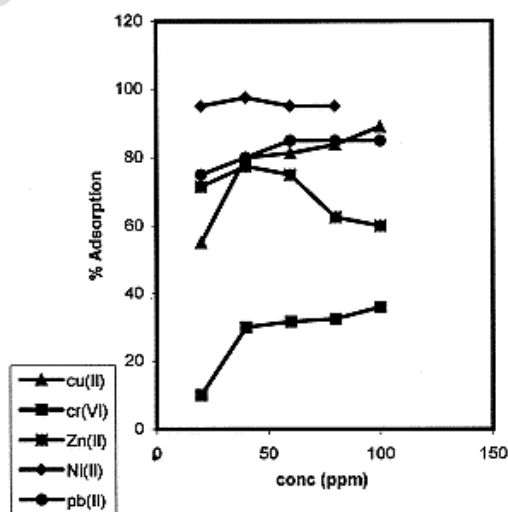 120
100
80
60
40
20
0
% Adsorption
0 50 100 150
conc (ppm)
cu(II)
cr(VI)
Zn(II)
Ni(II)
pb(II)